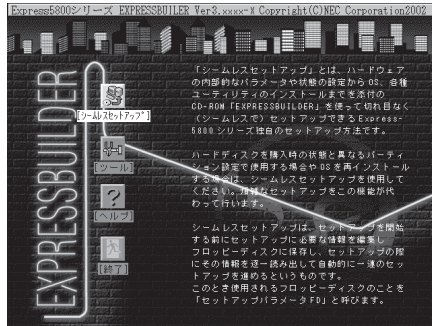 Express5800シリーズ EXPRESSBUILER Ver3.xxxx-X Copyright(C)NEC Corporation2002
EXPRESSBUILDER
[シームレスセットアップ]
[ツール]
[ヘルプ]
[終了]
「シームレスセットアップ」とは、ハードウェア
の内部的なパラメータや状態の設定からOS、各種
ユーティリティのインストールまでを添付の
CD-ROM「EXPRESSBUILDER」を使って切れ目なく
(シームレスで)セットアップできるExpress-
5800シリーズ独自のセットアップ方法です。
ハードディスクを購入時の状態と異なるパーティ
ション設定で使用する場合やOSを再インストール
する場合は、シームレスセットアップを使用して
ください。煩雑なセットアップをこの機能が代
わって行います。
シームレスセットアップは、セットアップを開始
する前にセットアップに必要な情報を編集し
フロッピーディスクに保存し、セットアップの際
にその情報を逐一読み出して自動的に一連のセッ
トアップを進めるというものです。
このとき使用されるフロッピーディスクのことを
「セットアップパラメータFD」と呼びます。